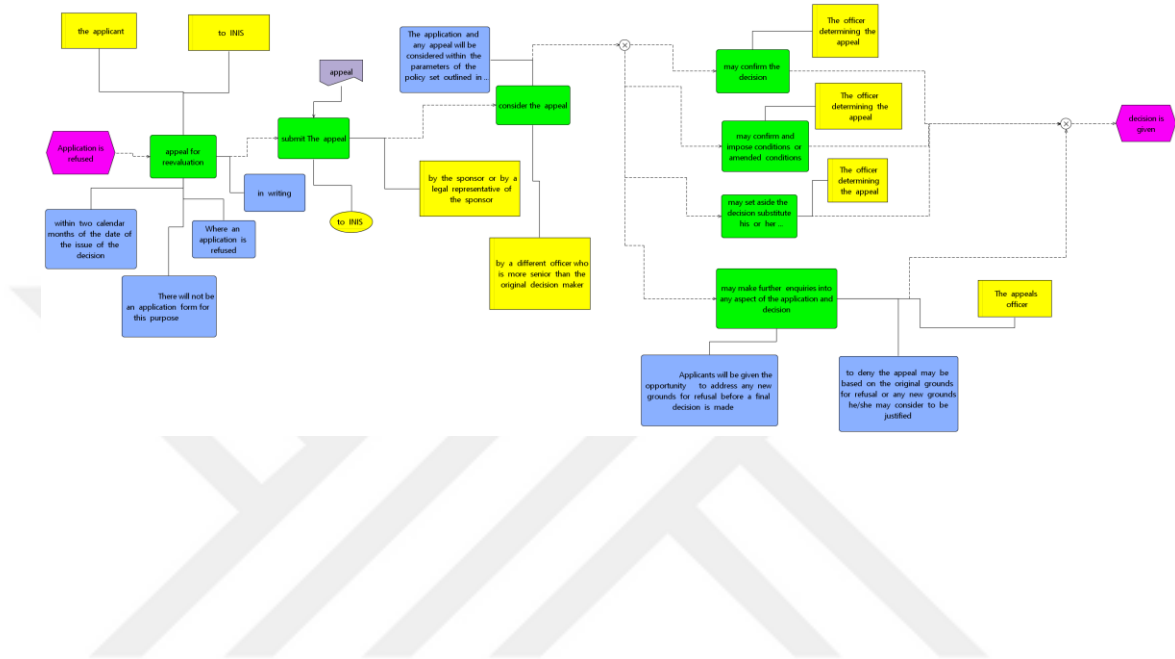 the applicant
to INIS
Application is
refused
appeal for
reevaluation
within two calendar
months of the date of
the issue of the
decision
There will not be
an application form for
this purpose
Where an
application is
refused
in writing
appeal
submit The appeal
to INIS
by the sponsor or by a
legal representative of
the sponsor
The application and
any appeal will be
considered within the
parameters of the
policy set outlined in ..
consider the appeal
by a different officer who
is more senior than the
original decision maker
The officer
determining the
appeal
may confirm the
decision
The officer
determining the
appeal
may confirm and
impose conditions or
amended conditions
The officer
determining
the appeal
may set aside the
decision substitute
his or her ..
may make further enquiries into
any aspect of the application and
decision
The appeals
officer
Applicants will be given the
opportunity to address any new
grounds for refusal before a final
decision is made
to deny the appeal may be
based on the original grounds
for refusal or any new grounds
he/she may consider to be
justified
decision is
given